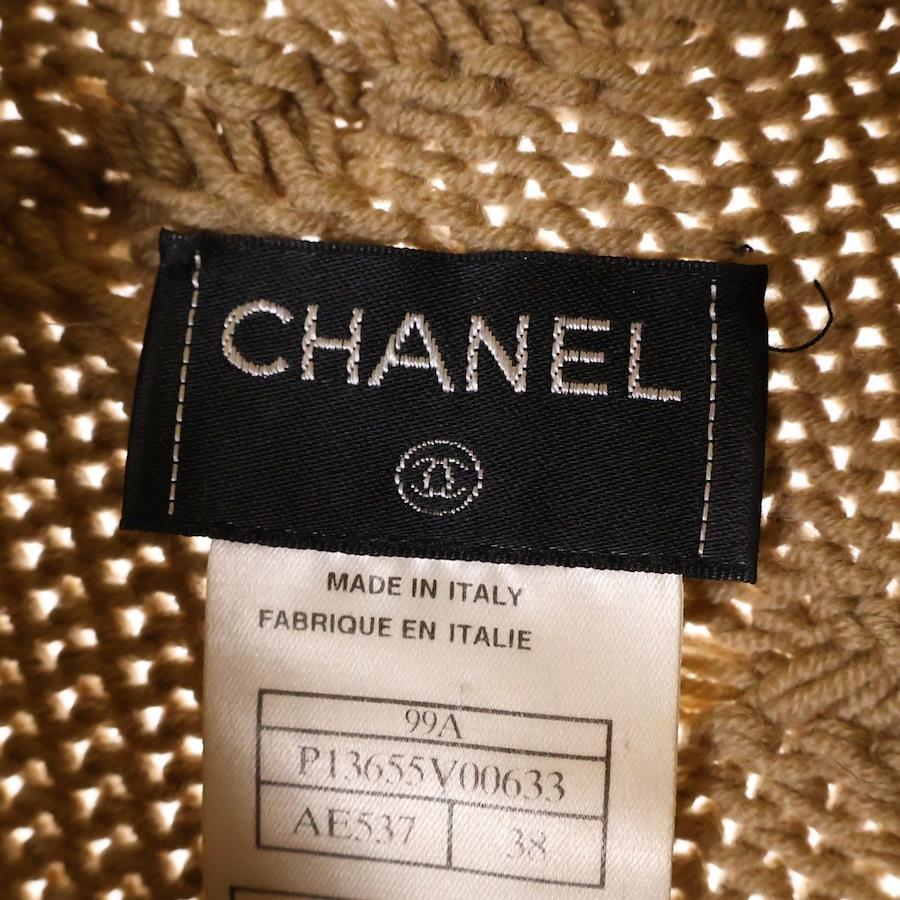 CHANEL
MADE IN ITALY
FABRIQUE EN ITALIE
99A
P13655V00633
AE537 38